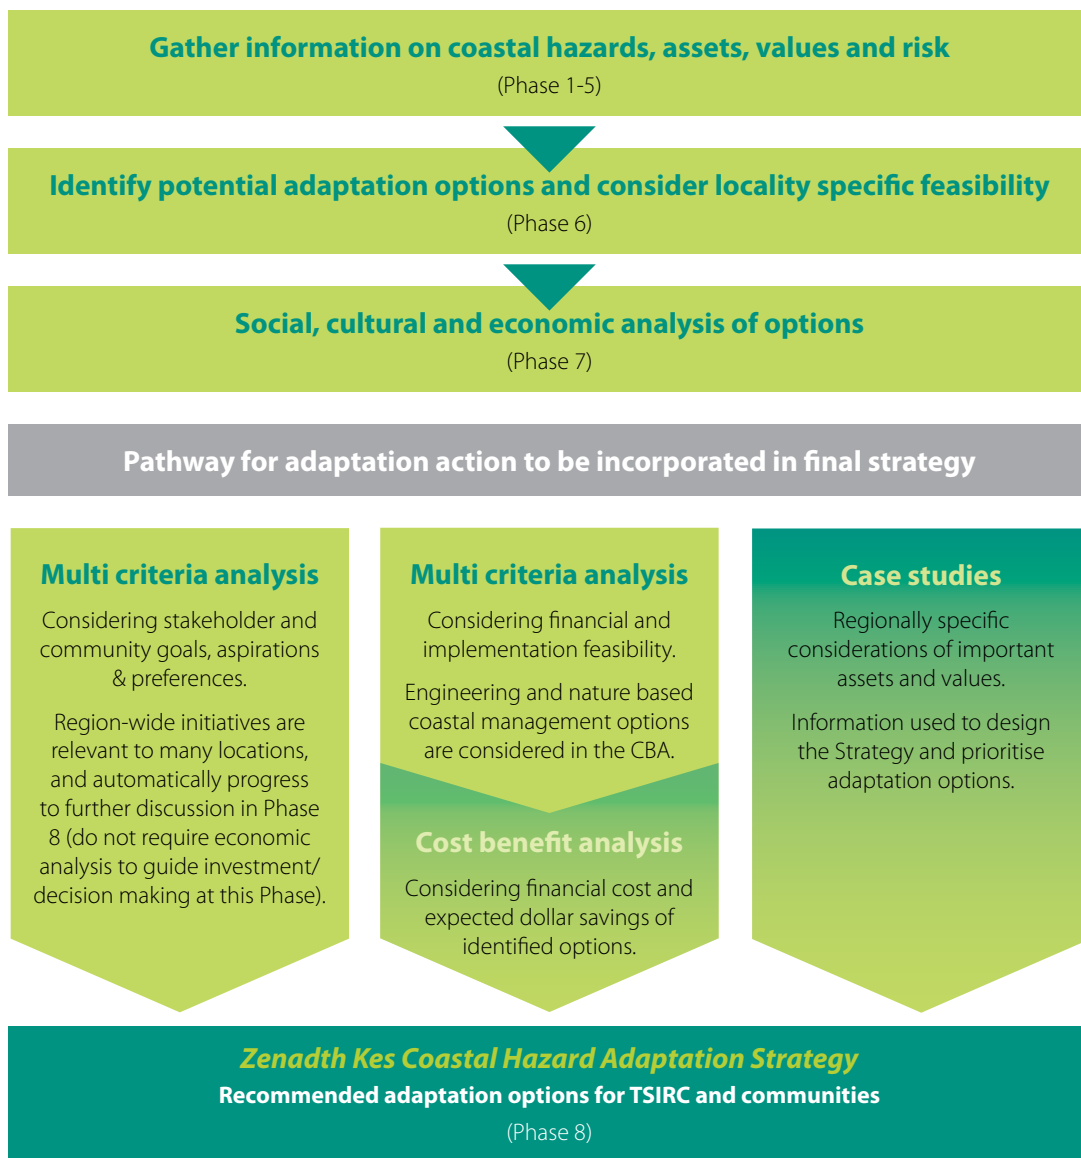 Gather information on coastal hazards, assets, values and risk
(Phase 1-5)
Identify potential adaptation options and consider locality specific feasibility
(Phase 6)
Social, cultural and economic analysis of options
(Phase 7)
Pathway for adaptation action to be incorporated in final strategy
Multi criteria analysis
Considering stakeholder and
community goals, aspirations
& preferences.
Region-wide initiatives are
relevant to many locations,
and automatically progress
to further discussion in Phase
8 (do not require economic
analysis to guide investment/
decision making at this Phase).
Multi criteria analysis
Considering financial and
implementation feasibility.
Engineering and nature based
coastal management options
are considered in the CBA.
Cost benefit analysis
Considering financial cost and
expected dollar savings of
identified options.
Case studies
Regionally specific
considerations of important
assets and values.
Information used to design
the Strategy and prioritise
adaptation options.
Zenadth Kes Coastal Hazard Adaptation Strategy
Recommended adaptation options for TSIRC and communities
(Phase 8)